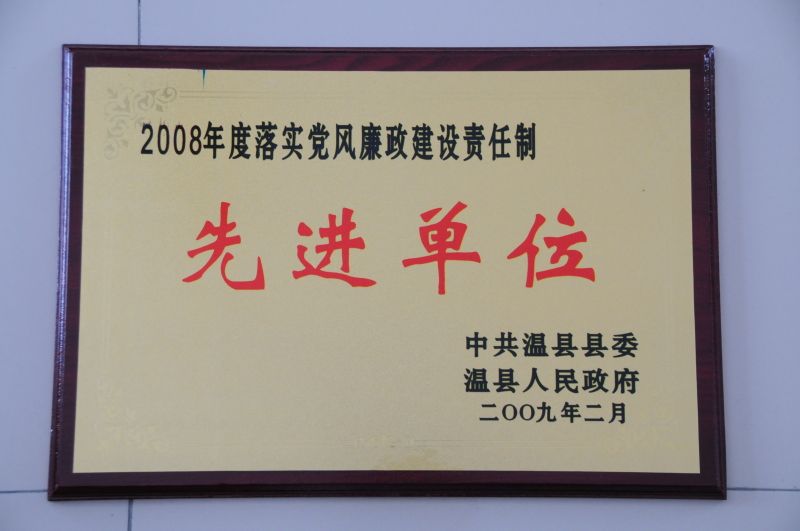 2008年度落实党风廉政建设责任制
先进单位
中共温县县委
温县人民政府
二OO九年二月